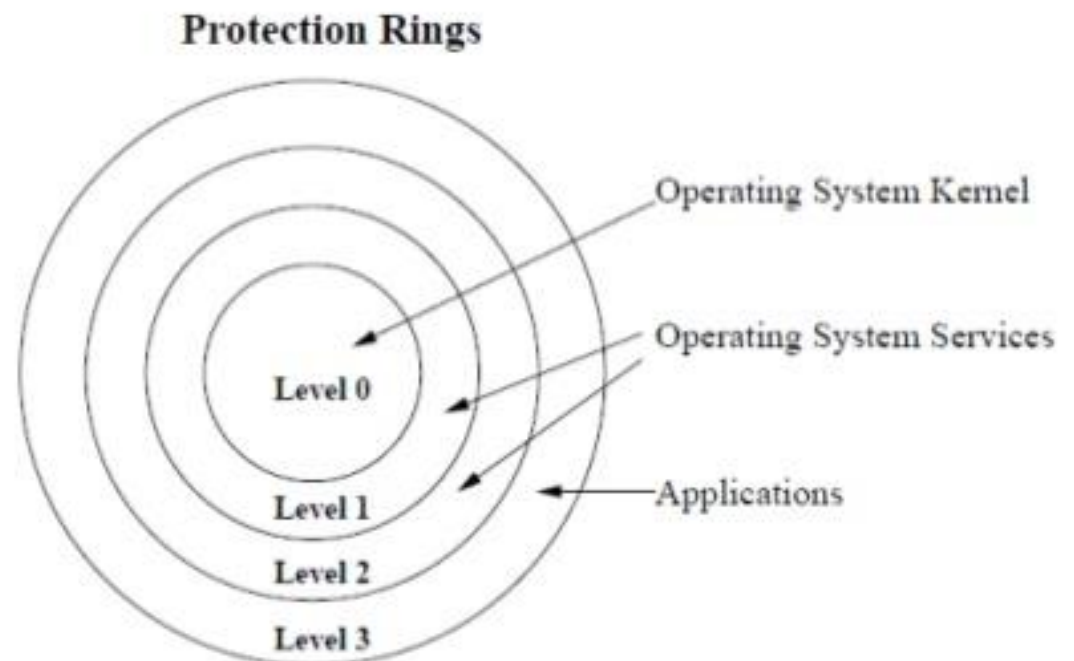 Protection Rings
Operating System Kernel
Operating System Services
Level 0
Applications
Level 1
Level 2
Level 3